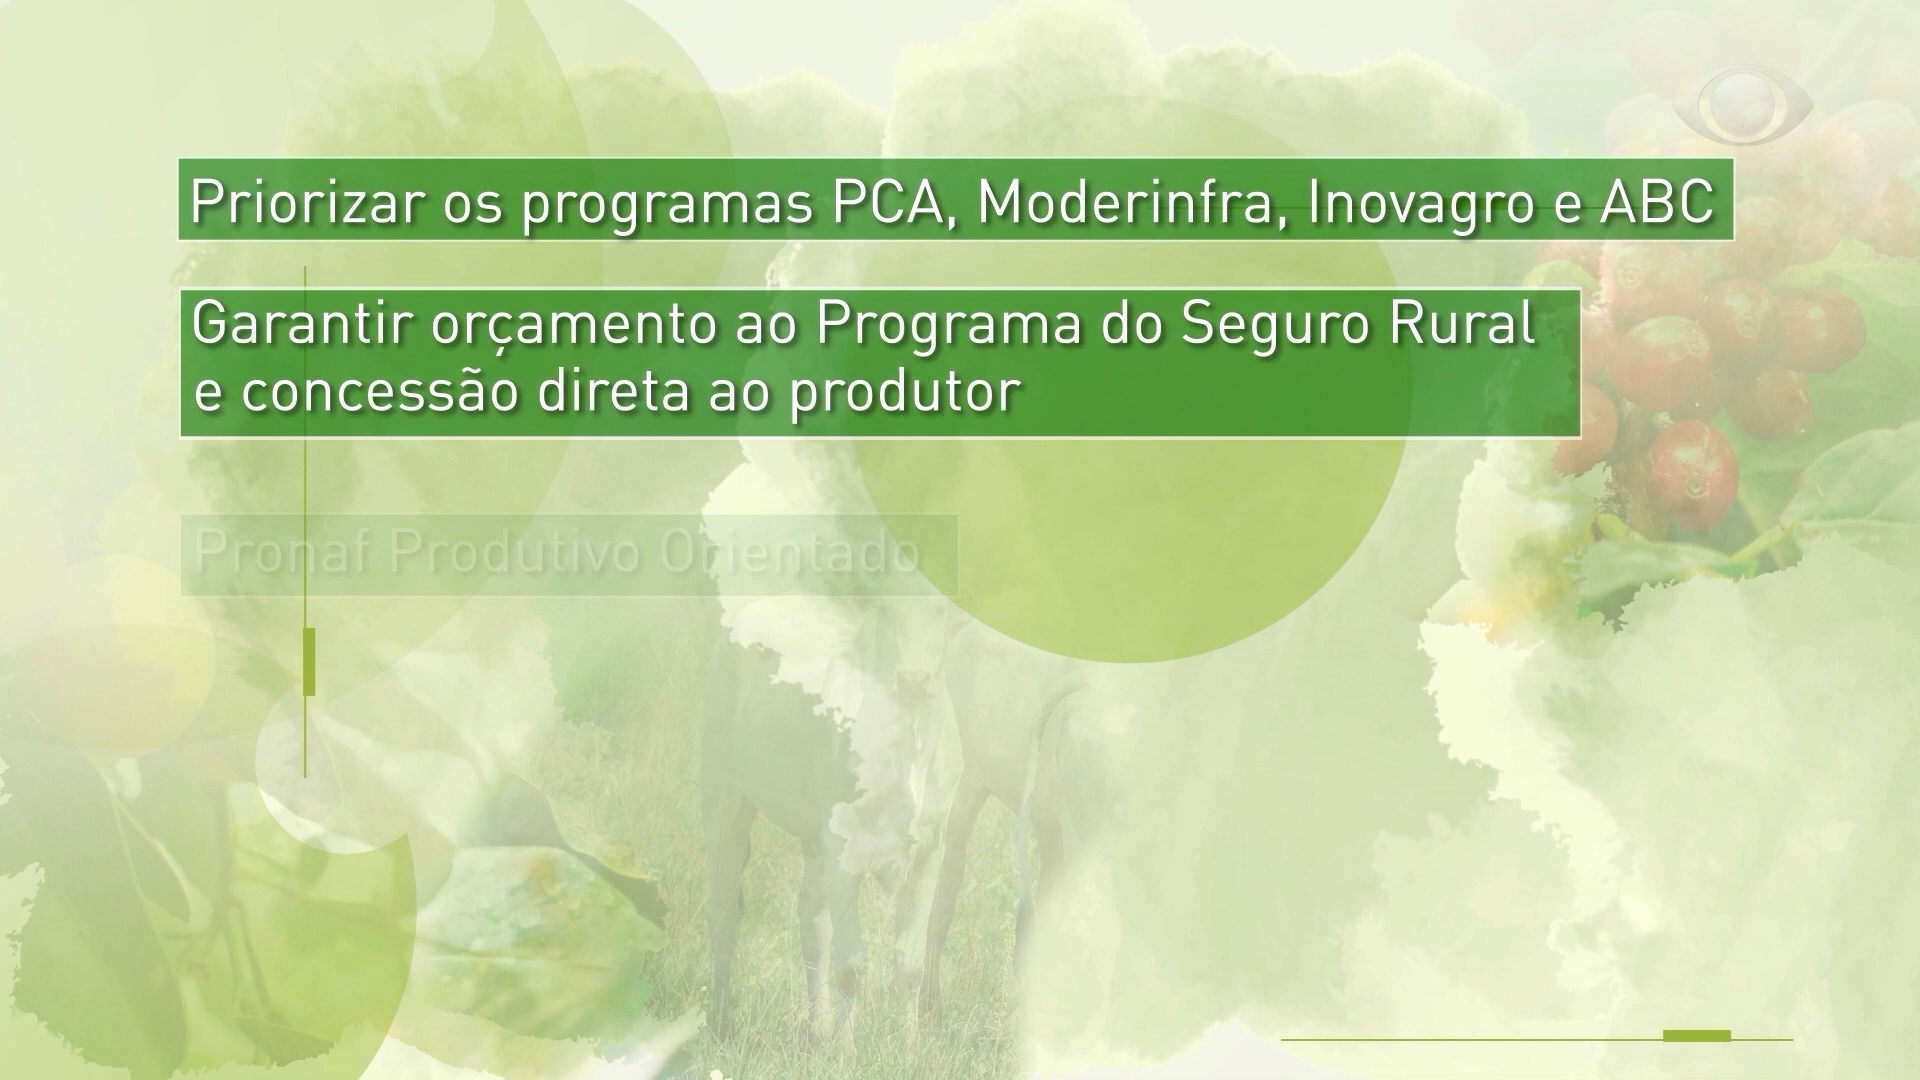 Priorizar os programas PCA, Moderinfra, Inovagro e ABC
Garantir orçamento ao Programa do Seguro Rural
e concessão direta ao produtor
Pronaf Produtivo Orientado